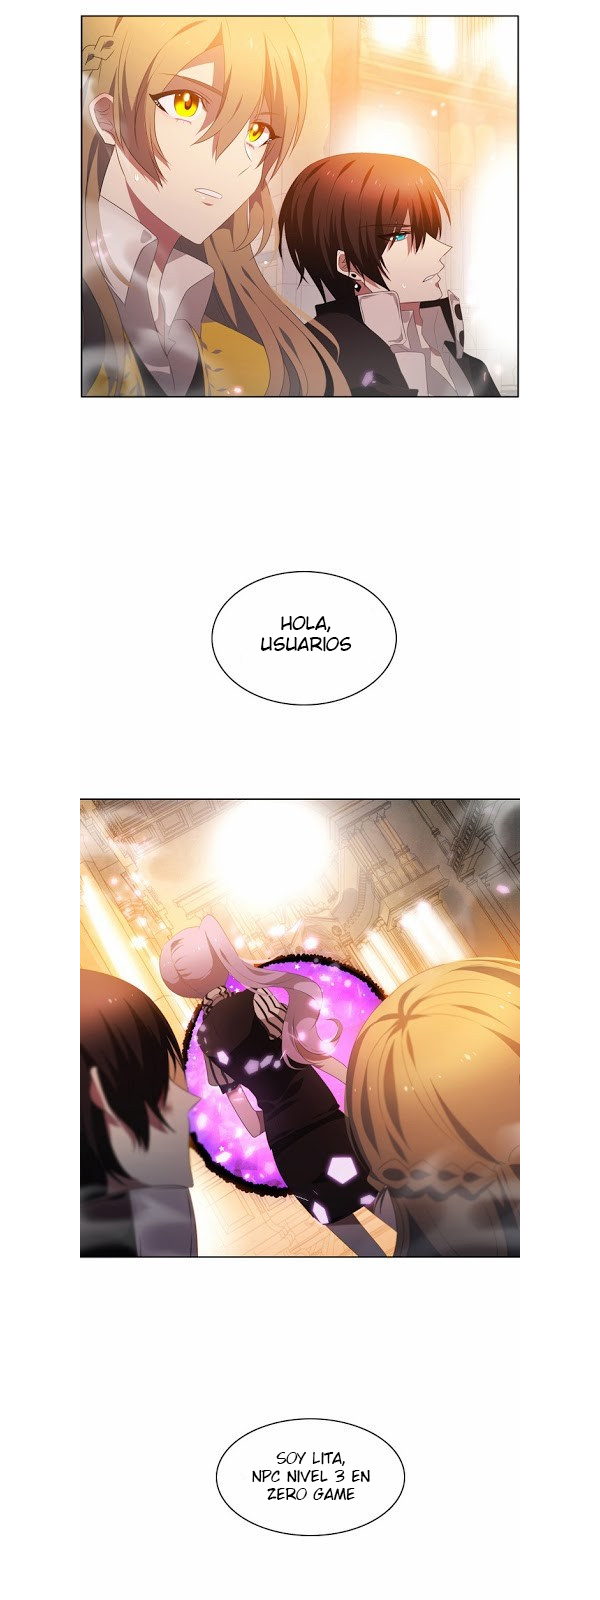 HOLA,
USUARIOS
SOY LITA,
NPC NIVEL 3 EN
ZERO GAME